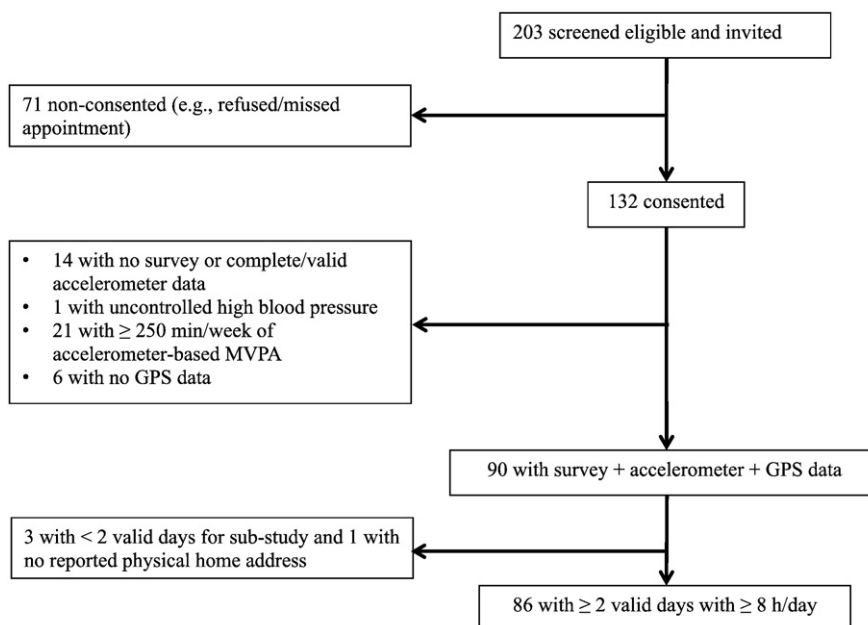 203 screened eligible and invited
71 non-consented (e.g., refused/missed
appointment)
132 consented
• 14 with no survey or complete/valid
accelerometer data
• 1 with uncontrolled high blood pressure
• 21 with ≥ 250 min/week of
accelerometer-based MVPA
• 6 with no GPS data
90 with survey + accelerometer + GPS data
3 with < 2 valid days for sub-study and 1 with
no reported physical home address
86 with ≥ 2 valid days with ≥ 8 h/day